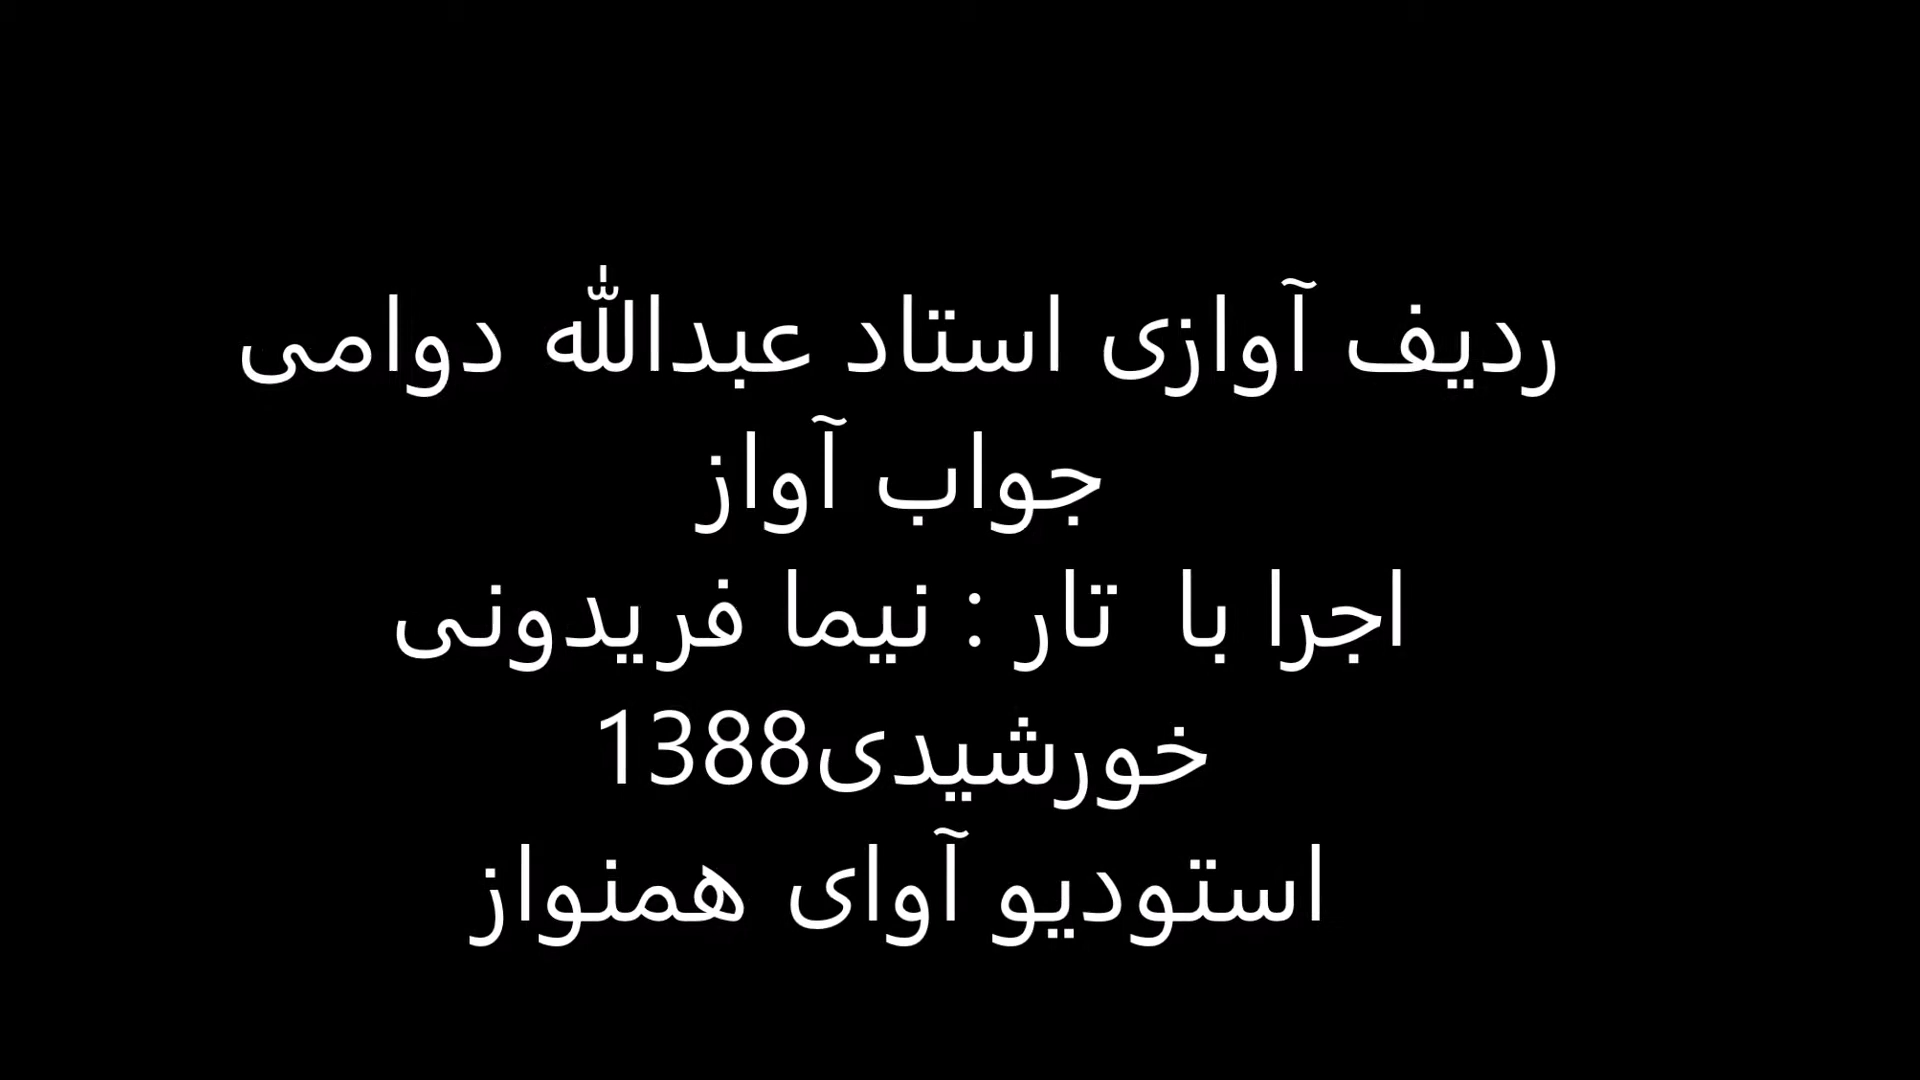 ردیف آوازی استاد عبدالله دوامی
جواب آواز
اجرا با  تار : نیما فریدونی
خورشیدی1388
استودیو آوای همنواز